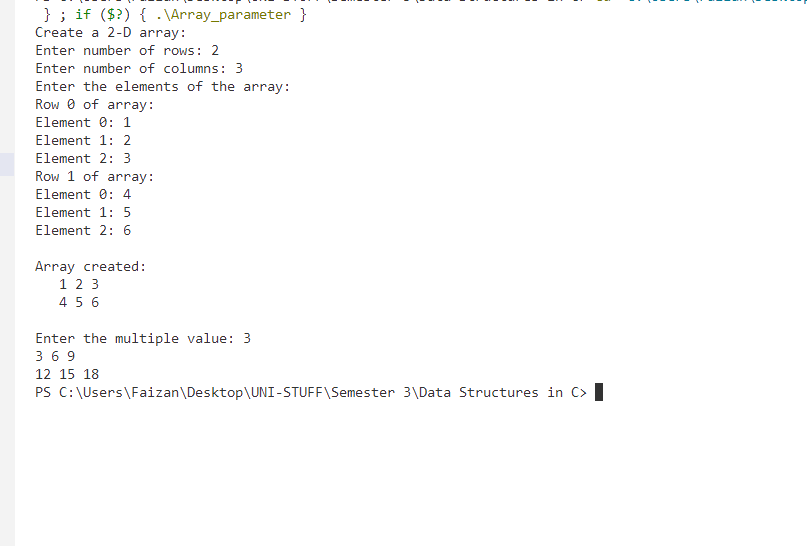 } ; if ($?) { .\Array_parameter }
Create a 2-D array:
Enter number of rows: 2
Enter number of columns: 3
Enter the elements of the array:
Row 0 of array:
Element 0: 1
Element 1: 2
Element 2: 3
Row 1 of array:
Element 0: 4
Element 1: 5
Element 2: 6

Array created:
   1 2 3
   4 5 6

Enter the multiple value: 3
3 6 9
12 15 18
PS C:\Users\Faizan\Desktop\UNI-STUFF\Semester 3\Data Structures in C>